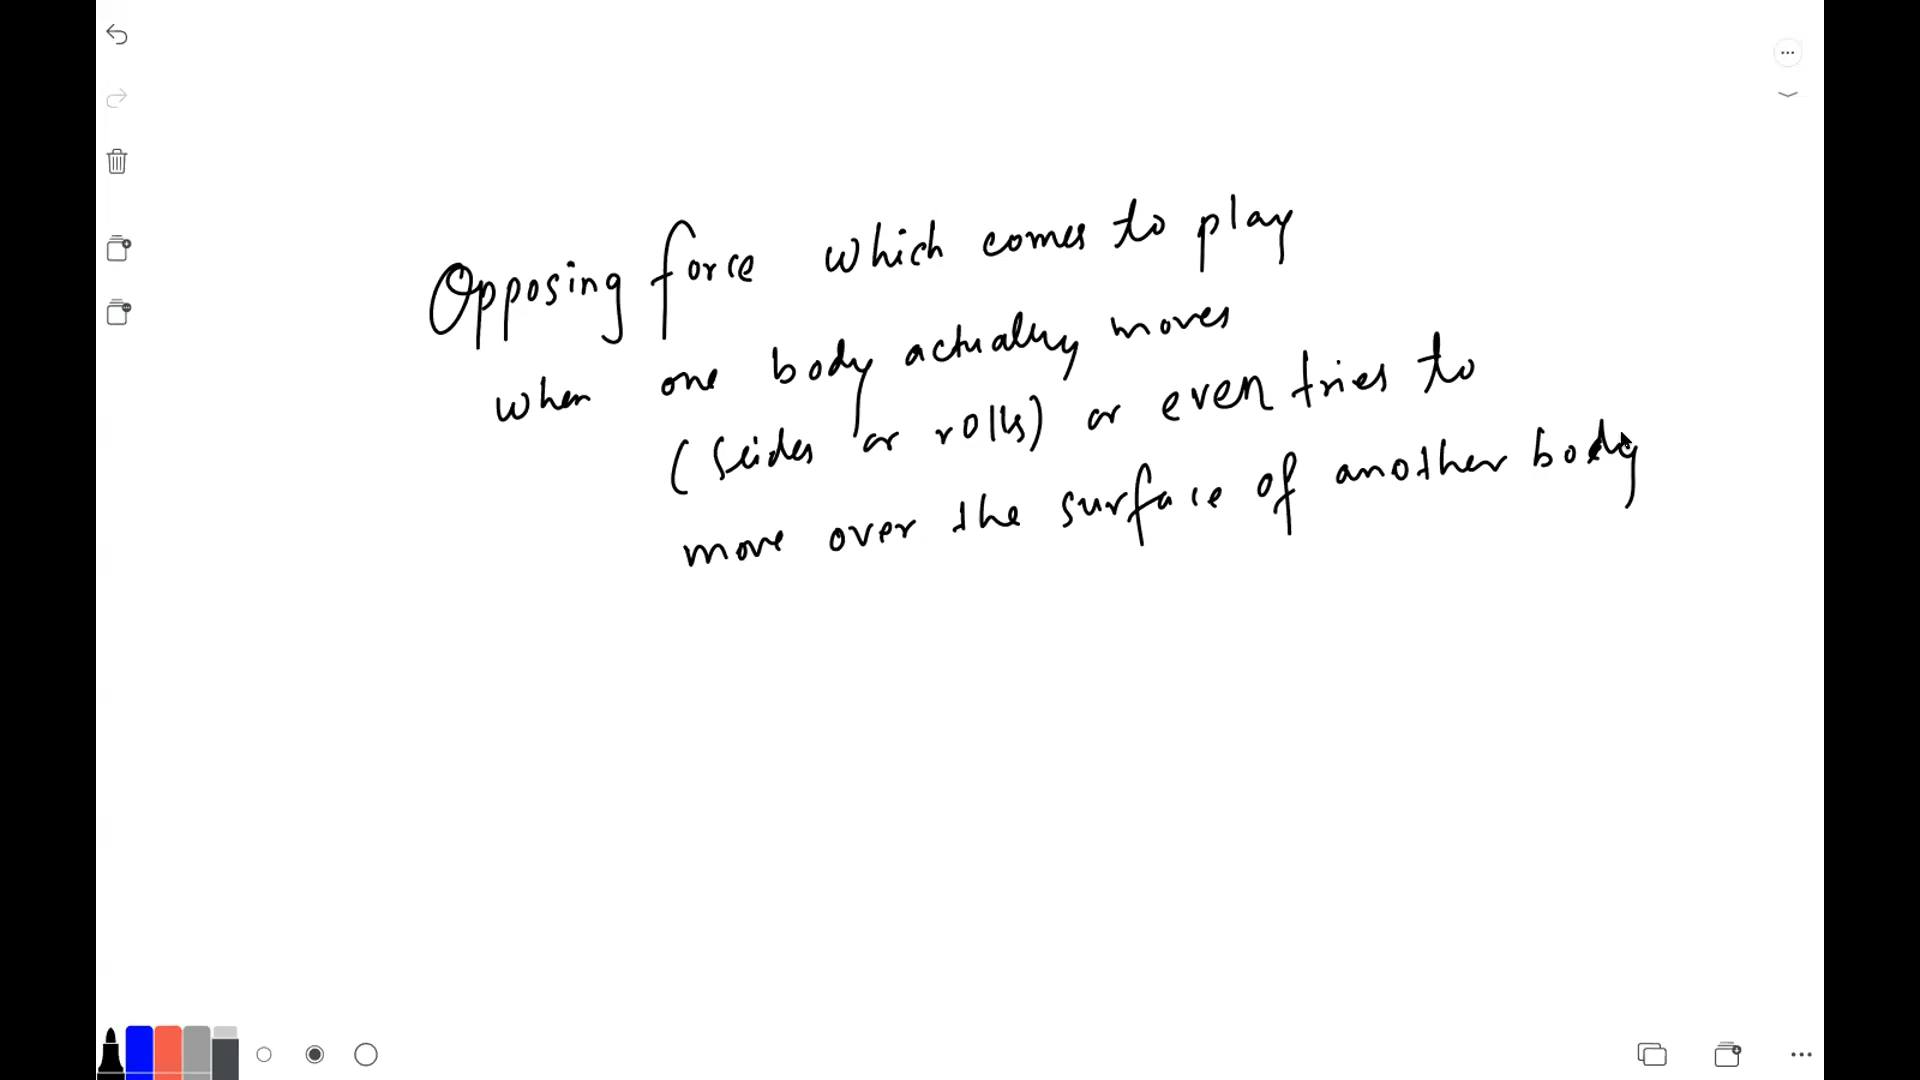 Opposing force which comes to play
when one body actually moves
(slides or rolls) or even tries to
move over the surface of another body